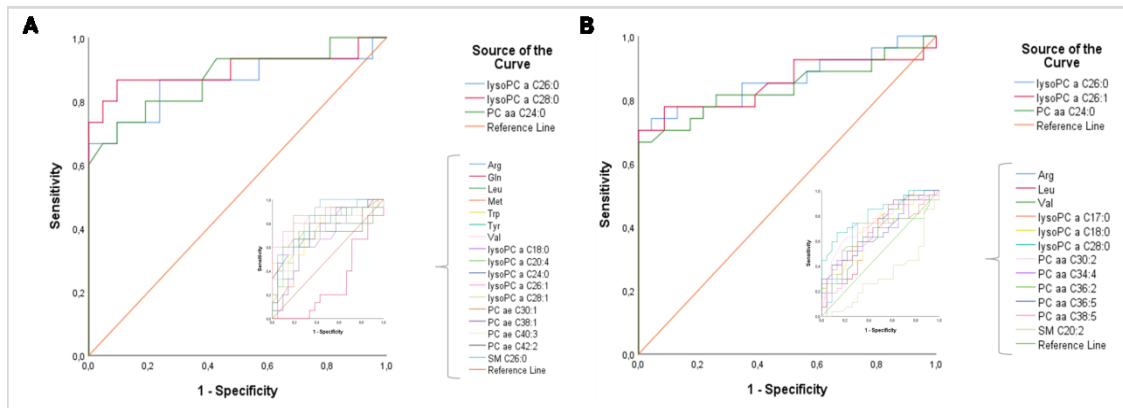 A
B
Source of the
Curve
lysoPC a C26:0
lysoPC a C28:0
PC aa C24:0
Reference Line
Arg
Gln
Leu
Met
Trp
Tyr
Val
lysoPC a C18:0
lysoPC a C20:4
lysoPC a C24:0
lysoPC a C26:1
lysoPC a C28:1
PC ae C30:1
PC ae C38:1
PC ae C40:3
PC ae C42:2
SM C26:0
Reference Line
Sensitivity
1,0
0,8
0,6
0,4
0,2
0,0
0,0 0,2 0,4 0,6 0,8 1,0
1 - Specificity
Sensitivity
1 - Specificity
Source of the
Curve
lysoPC a C26:0
lysoPC a C26:1
PC aa C24:0
Reference Line
Arg
Leu
Val
lysoPC a C17:0
lysoPC a C18:0
lysoPC a C28:0
PC aa C30:2
PC aa C34:4
PC aa C36:2
PC aa C36:5
PC aa C38:5
SM C20:2
Reference Line
Sensitivity
1,0
0,8
0,6
0,4
0,2
0,0
0,0 0,2 0,4 0,6 0,8 1,0
1 - Specificity
Sensitivity
1 - Specificity